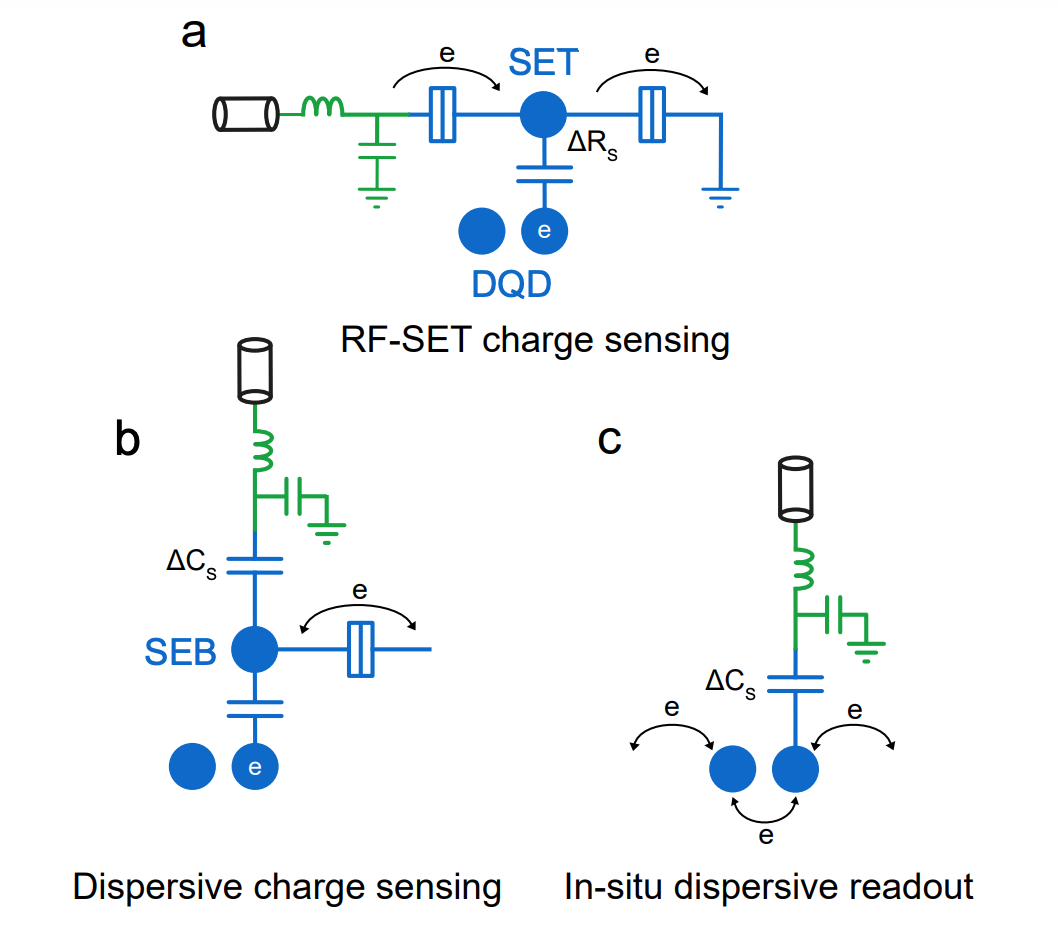 a
e
SET
e
ΔRs
e
DQD
RF-SET charge sensing
b
ΔCs
e
SEB
e
Dispersive charge sensing
c
ΔCs
e
e
e
In-situ dispersive readout